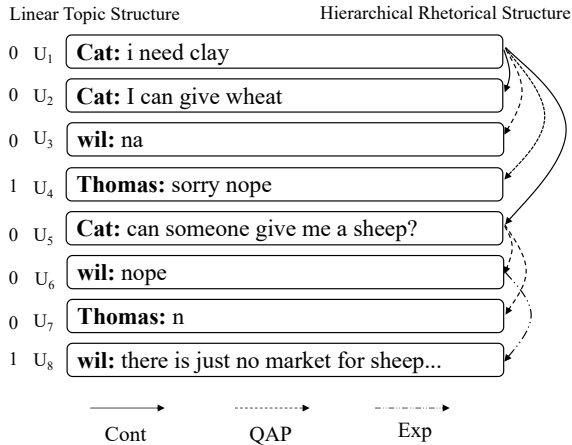 Linear Topic Structure Hierarchical Rhetorical Structure
0 U1 Cat: i need clay
0 U2 Cat: I can give wheat
0 U3 wil: na
1 U4 Thomas: sorry nope
0 U5 Cat: can someone give me a sheep?
0 U6 wil: nope
0 U7 Thomas: n
1 U8 wil: there is just no market for sheep...
Cont QAP Exp